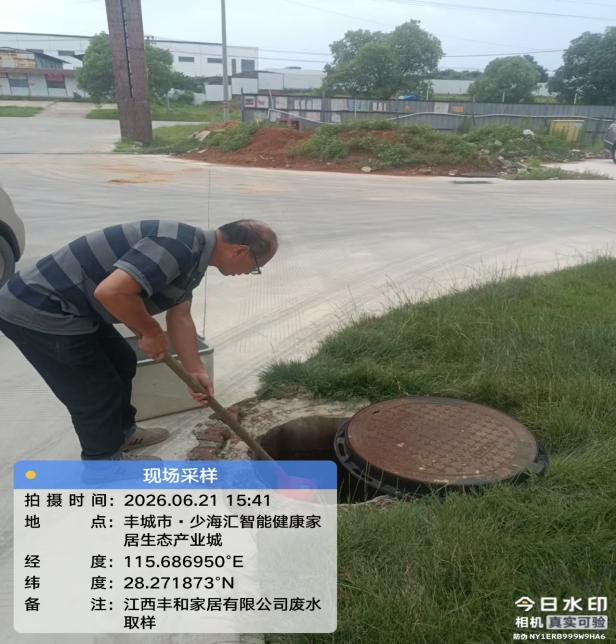 现场采样
拍摄时间：2026.06.21 15:41
地点：丰城市·少海汇智能健康家
居生态产业城
经度：115.686950°E
纬度：28.271873°N
备注：江西丰和家居有限公司废水
取样
今日水印
相机 真实可验
防伪 NY1ERB999W9HA6